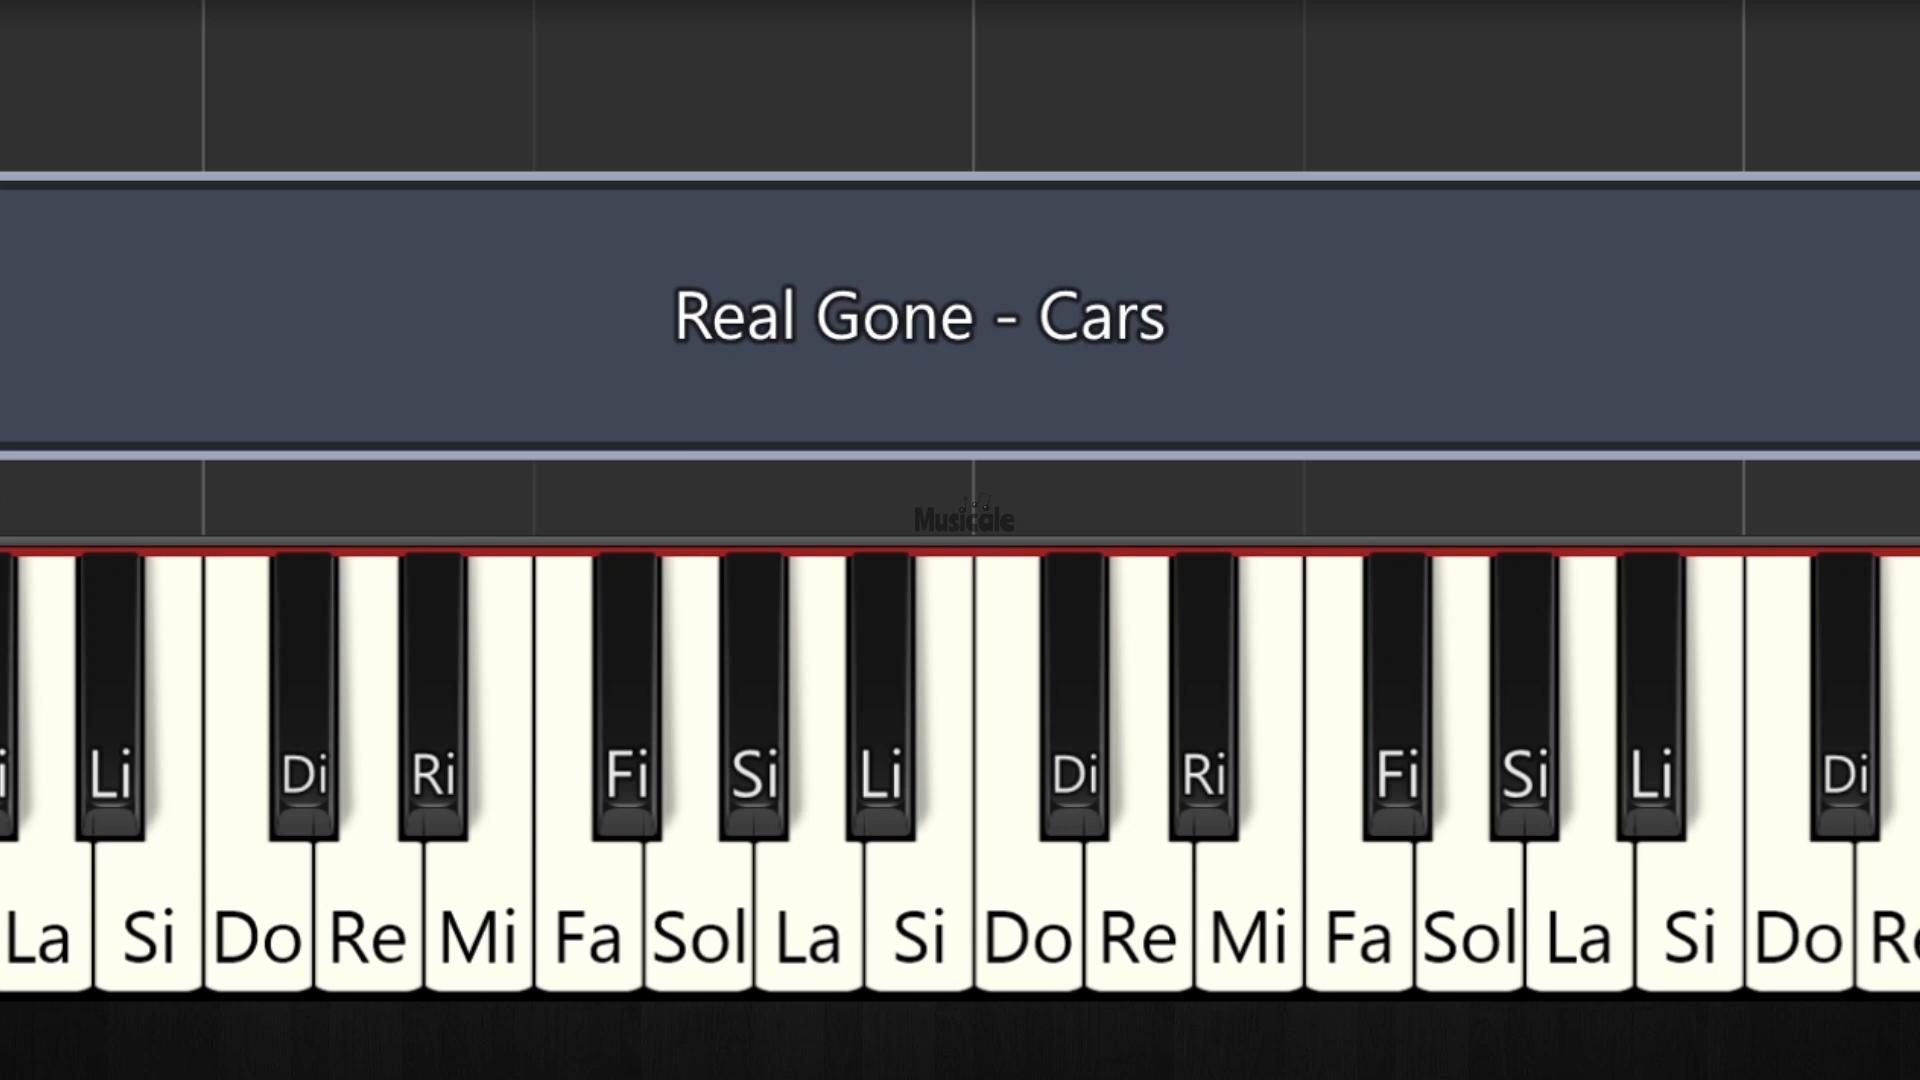 Real Gone - Cars
Musicale
Li Di Ri Fi Si Li Di Ri Fi Si Li Di
La Si Do Re Mi Fa Sol La Si Do Re Mi Fa Sol La Si Do Re